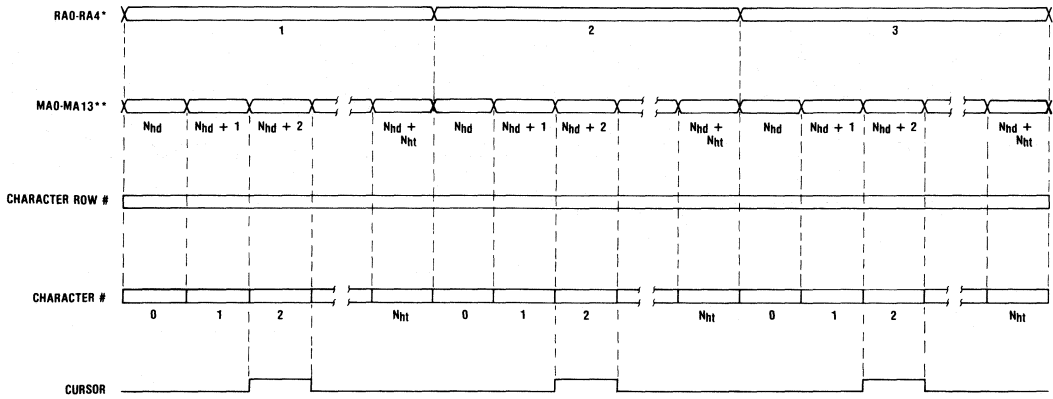 RA0-RA4*
1 2 3
MA0-MA13**
Nhd Nhd + 1 Nhd + 2 Nhd + Nht Nhd Nhd + 1 Nhd + 2 Nhd + Nht Nhd Nhd + 1 Nhd + 2 Nhd + Nht
CHARACTER ROW #
CHARACTER #
0 1 2 Nht 0 1 2 Nht 0 1 2 Nht
CURSOR